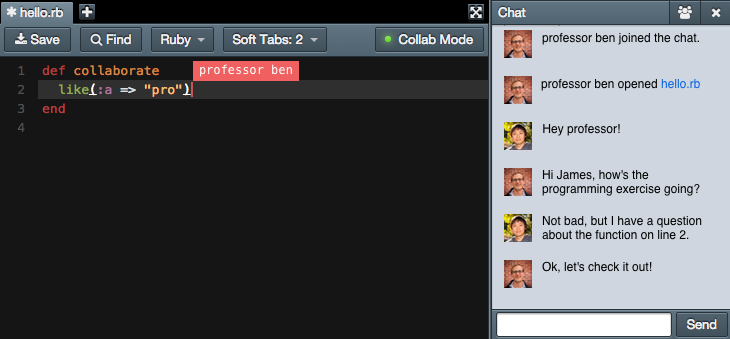 ✱ hello.rb
Save
Find
Ruby
Soft Tabs: 2
Collab Mode
professor ben
1 def collaborate
2 like(:a => "pro")
3 end
4
Chat
professor ben joined the chat.
professor ben opened hello.rb
Hey professor!
Hi James, how's the
programming exercise going?
Not bad, but I have a question
about the function on line 2.
Ok, let's check it out!
Send